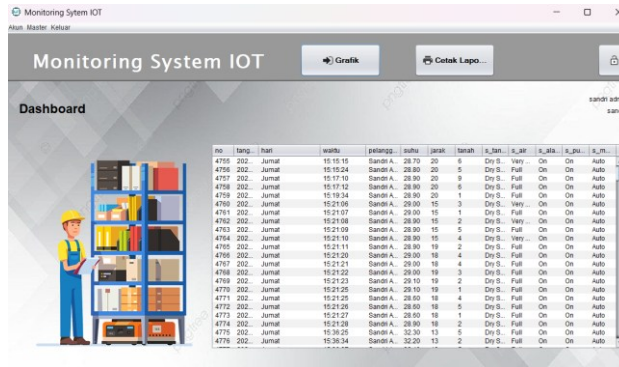 Monitoring Sytem IOT
Akun Master Keluar
Monitoring System IOT
Grafik
Cetak Lapo...
Dashboard
sandri adr
san
no tang... hari waktu pelangg... suhu jarak tanah s_tan... s_air s_ala... s_pu... s_m...
4755 202... Jumat 15:15:15 Sandri A... 28.70 20 6 Dry S... Very ... On On Auto
4756 202... Jumat 15:15:24 Sandri A... 28.80 20 5 Dry S... Full On On Auto
4757 202... Jumat 15:17:10 Sandri A... 28.90 20 9 Dry S... Full On On Auto
4758 202... Jumat 15:17:12 Sandri A... 28.90 20 6 Dry S... Full On On Auto
4759 202... Jumat 15:19:34 Sandri A... 28.90 20 1 Dry S... Full On On Auto
4760 202... Jumat 15:21:06 Sandri A... 29.00 15 3 Dry S... Very ... On On Auto
4761 202... Jumat 15:21:07 Sandri A... 29.00 15 1 Dry S... Full On On Auto
4762 202... Jumat 15:21:08 Sandri A... 28.90 15 2 Dry S... Very ... On On Auto
4763 202... Jumat 15:21:09 Sandri A... 28.90 15 5 Dry S... Full On On Auto
4764 202... Jumat 15:21:10 Sandri A... 28.90 15 4 Dry S... Very ... On On Auto
4765 202... Jumat 15:21:11 Sandri A... 28.90 19 2 Dry S... Full On On Auto
4766 202... Jumat 15:21:20 Sandri A... 29.00 18 4 Dry S... Full On On Auto
4767 202... Jumat 15:21:21 Sandri A... 29.00 18 4 Dry S... Full On On Auto
4768 202... Jumat 15:21:22 Sandri A... 29.00 19 3 Dry S... Full On On Auto
4769 202... Jumat 15:21:23 Sandri A... 29.10 19 2 Dry S... Full On On Auto
4770 202... Jumat 15:21:25 Sandri A... 29.10 19 1 Dry S... Full On On Auto
4771 202... Jumat 15:21:25 Sandri A... 28.60 18 4 Dry S... Full On On Auto
4772 202... Jumat 15:21:26 Sandri A... 28.60 18 5 Dry S... Full On On Auto
4773 202... Jumat 15:21:27 Sandri A... 28.60 18 1 Dry S... Full On On Auto
4774 202... Jumat 15:21:28 Sandri A... 28.90 18 2 Dry S... Full On On Auto
4775 202... Jumat 15:36:25 Sandri A... 32.30 13 5 Dry S... Full On On Auto
4776 202... Jumat 15:36:34 Sandri A... 32.20 13 2 Dry S... Full On On Auto